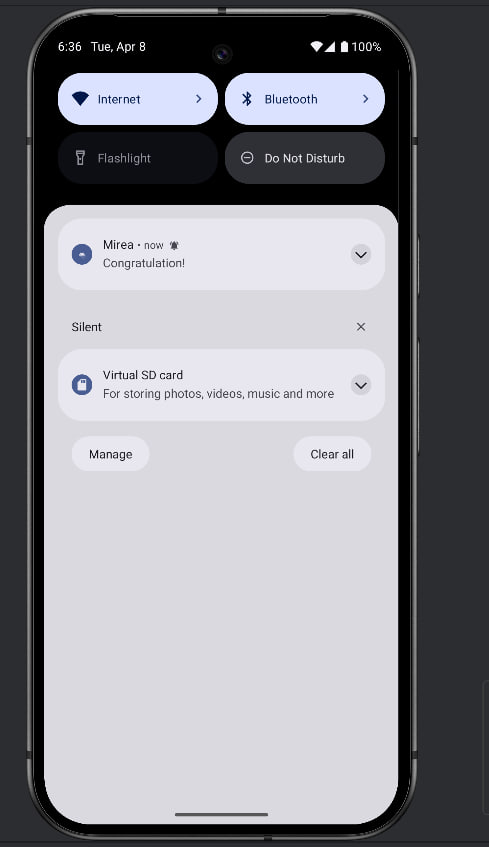 6:36 Tue, Apr 8 100%
Internet Bluetooth
Flashlight Do Not Disturb
Mirea • now
Congratulation!
Silent
Virtual SD card
For storing photos, videos, music and more
Manage Clear all